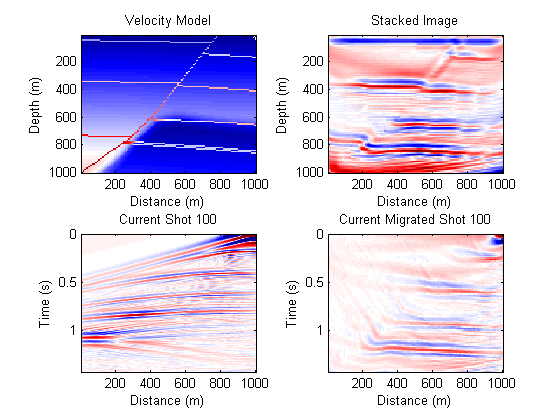 Velocity Model
Depth (m)
200
400
600
800
1000
200 400 600 800 1000
Distance (m)
Stacked Image
Depth (m)
200
400
600
800
1000
200 400 600 800 1000
Distance (m)
Current Shot 100
Time (s)
0
0.5
1
200 400 600 800 1000
Distance (m)
Current Migrated Shot 100
Time (s)
0
0.5
1
200 400 600 800 1000
Distance (m)